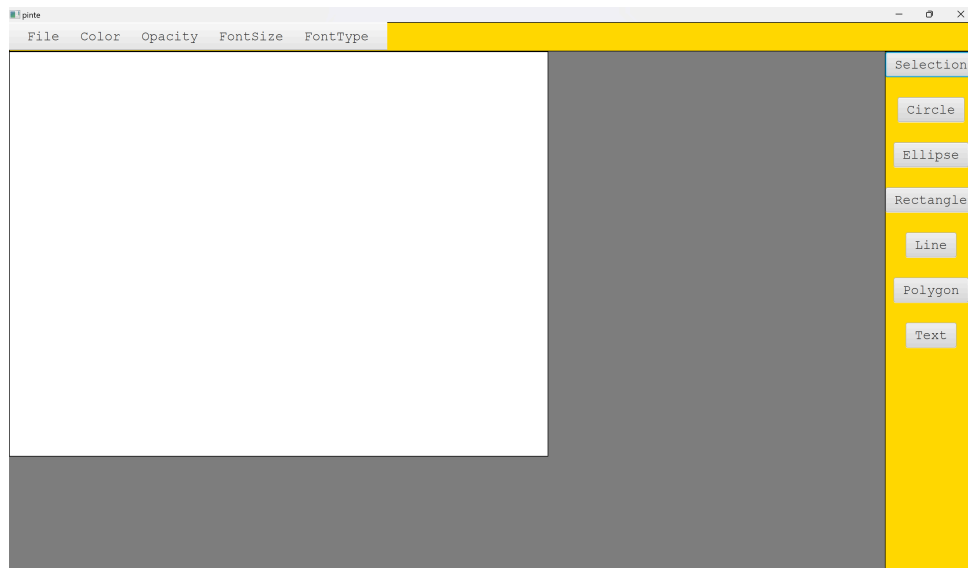 pinte
File Color Opacity FontSize FontType
Selection
Circle
Ellipse
Rectangle
Line
Polygon
Text